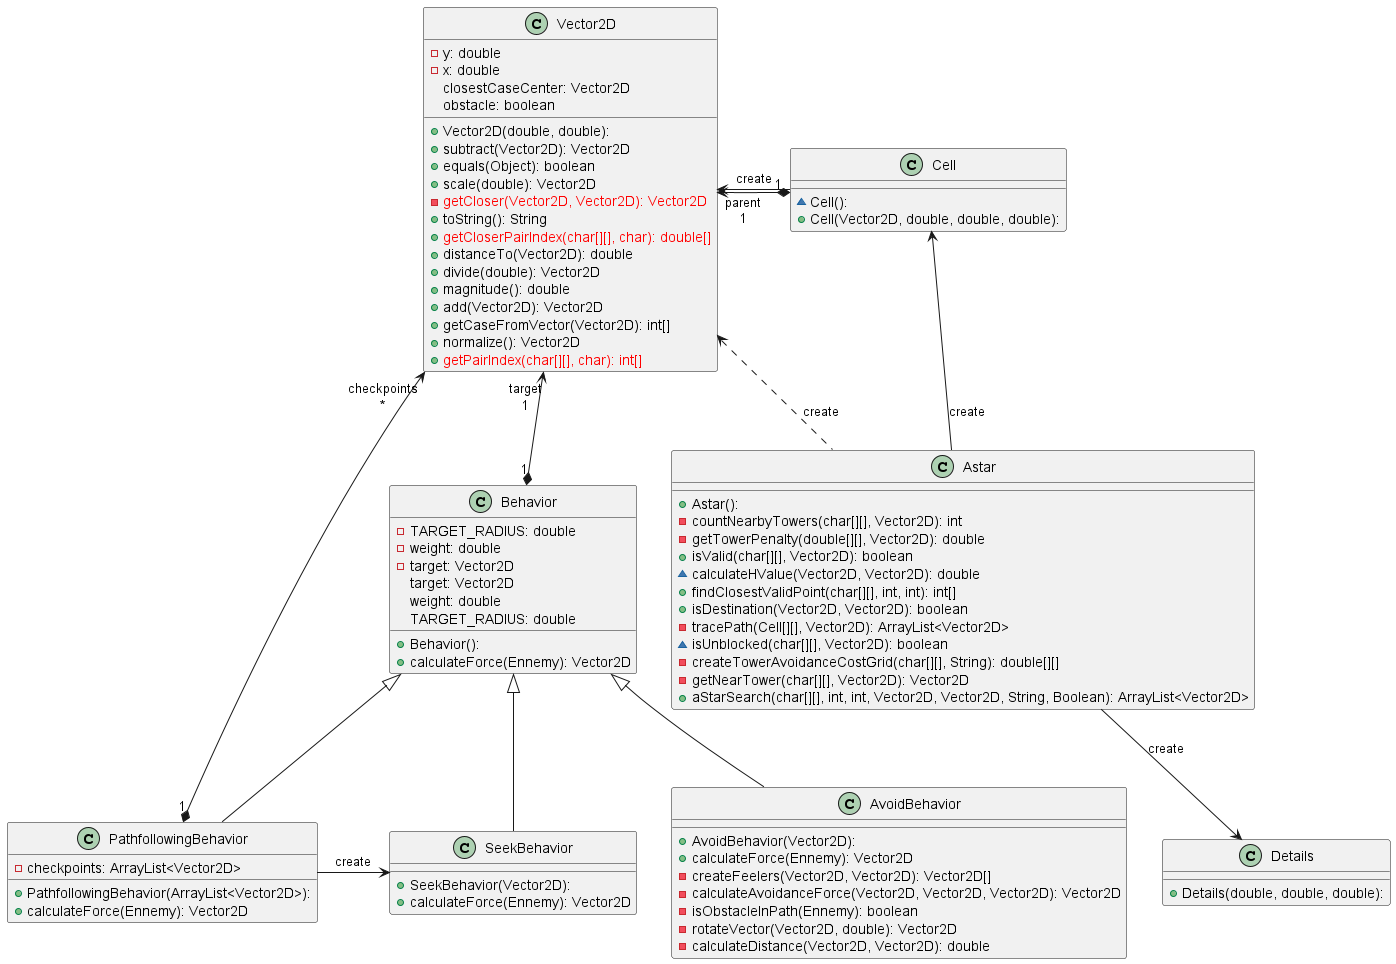 C Vector2D
y: double
x: double
closestCaseCenter: Vector2D
obstacle: boolean
Vector2D(double, double):
subtract(Vector2D): Vector2D
equals(Object): boolean
scale(double): Vector2D
getCloser(Vector2D, Vector2D): Vector2D
toString(): String
getCloserPairIndex(char[][], char): double[]
distanceTo(Vector2D): double
divide(double): Vector2D
magnitude(): double
add(Vector2D): Vector2D
getCaseFromVector(Vector2D): int[]
normalize(): Vector2D
getPairIndex(char[][], char): int[]
C Cell
Cell():
Cell(Vector2D, double, double, double):
create
1
parent
1
checkpoints
*
target
1
create
create
1
C Behavior
TARGET_RADIUS: double
weight: double
target: Vector2D
target: Vector2D
weight: double
TARGET_RADIUS: double
Behavior():
calculateForce(Ennemy): Vector2D
C Astar
Astar():
countNearbyTowers(char[][], Vector2D): int
getTowerPenalty(double[][], Vector2D): double
isValid(char[][], Vector2D): boolean
calculateHValue(Vector2D, Vector2D): double
findClosestValidPoint(char[][], int, int): int[]
isDestination(Vector2D, Vector2D): boolean
tracePath(Cell[][], Vector2D): ArrayList<Vector2D>
isUnblocked(char[][], Vector2D): boolean
createTowerAvoidanceCostGrid(char[][], String): double[][]
getNearTower(char[][], Vector2D): Vector2D
aStarSearch(char[][], int, int, Vector2D, Vector2D, String, Boolean): ArrayList<Vector2D>
create
1
C PathfollowingBehavior
checkpoints: ArrayList<Vector2D>
PathfollowingBehavior(ArrayList<Vector2D>):
calculateForce(Ennemy): Vector2D
create
C SeekBehavior
SeekBehavior(Vector2D):
calculateForce(Ennemy): Vector2D
C AvoidBehavior
AvoidBehavior(Vector2D):
calculateForce(Ennemy): Vector2D
createFeelers(Vector2D, Vector2D): Vector2D[]
calculateAvoidanceForce(Vector2D, Vector2D, Vector2D): Vector2D
isObstacleInPath(Ennemy): boolean
rotateVector(Vector2D, double): Vector2D
calculateDistance(Vector2D, Vector2D): double
C Details
Details(double, double, double):